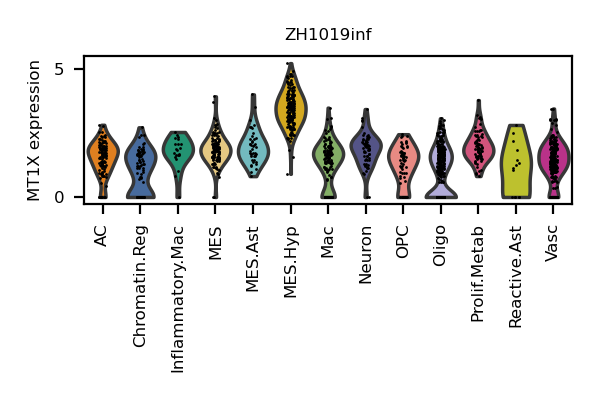 ZH1019inf
MT1X expression
5
0
AC
Chromatin.Reg
Inflammatory.Mac
MES
MES.Ast
MES.Hyp
Mac
Neuron
OPC
Oligo
Prolif.Metab
Reactive.Ast
Vasc